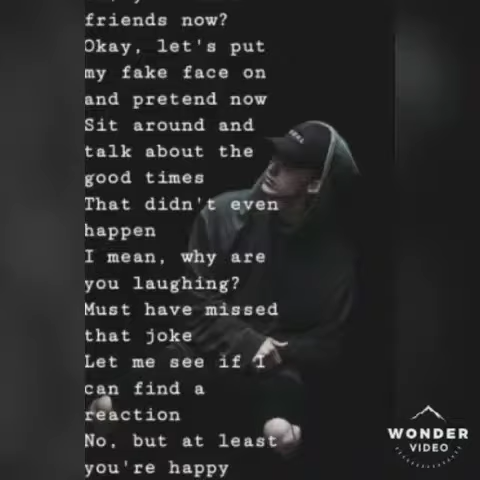 friends now?
Okay, let's put
my fake face on
and pretend now
Sit around and
talk about the
good times
That didn't even
happen
I mean, why are
you laughing?
Must have missed
that joke
Let me see if I
can find a
reaction
No, but at least
you're happy
WONDER
VIDEO